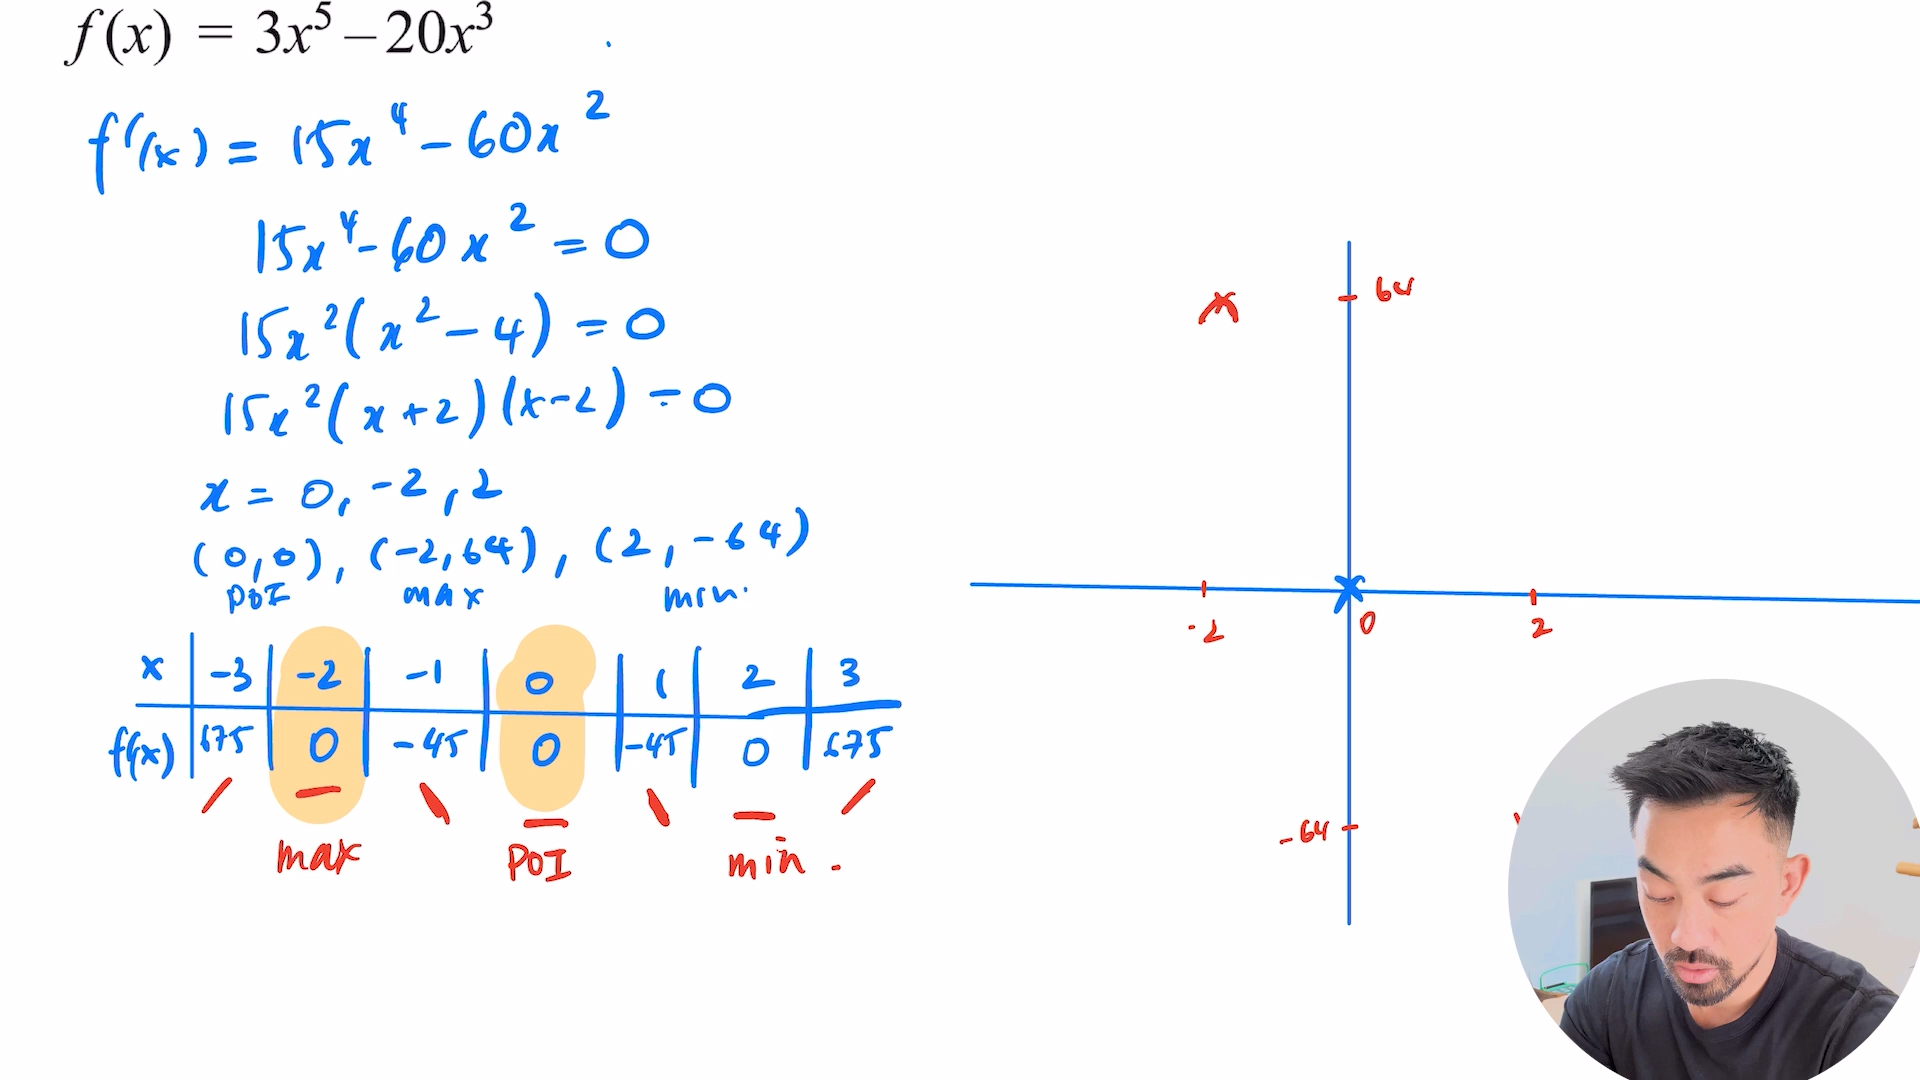 f(x) = 3x⁵ – 20x³
f'(x) = 15x⁴ - 60x²
15x⁴ - 60x² = 0
15x²(x² - 4) = 0
15x²(x+2)(x-2) = 0
x = 0, -2, 2
(0,0), (-2,64), (2,-64)
POI max min.
x -3 -2 -1 0 1 2 3
f'(x) 675 0 -45 0 -45 0 675
max POI min.
64
-2 0 2
-64